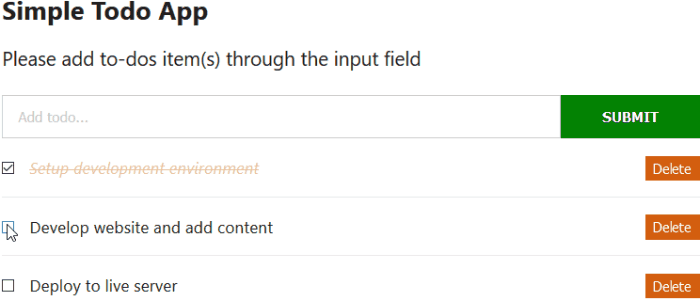 Simple Todo App
Please add to-dos item(s) through the input field
Add todo... SUBMIT
Setup development environment Delete
Develop website and add content Delete
Deploy to live server Delete